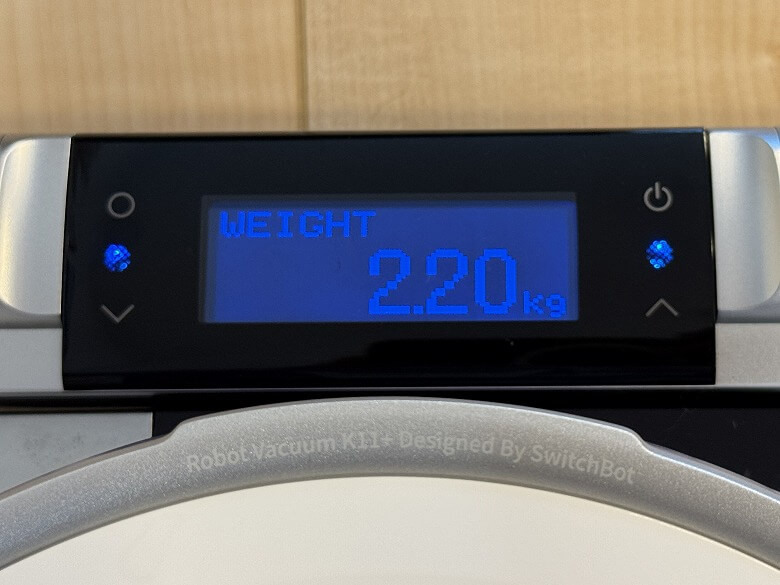 WEIGHT
2.20kg
Robot Vacuum K11+ Designed By SwitchBot